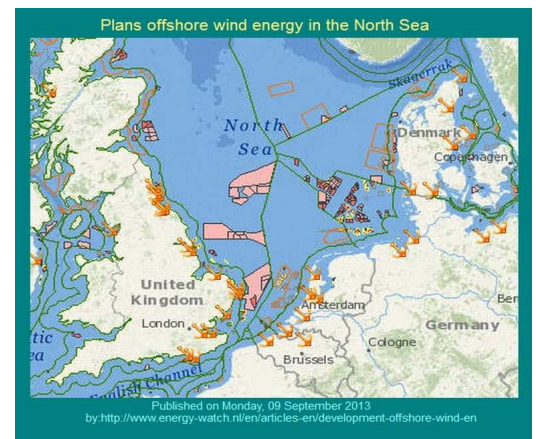 Plans offshore wind energy in the North Sea
Skagerrak
North
Sea
Denmark
Copenhagen
United
Kingdom
London
Amsterdam
Ber
Germany
tic
ea
Cologne
Brussels
English Channel
Published on Monday, 09 September 2013
by:http://www.energy-watch.nl/en/articles-en/development-offshore-wind-en